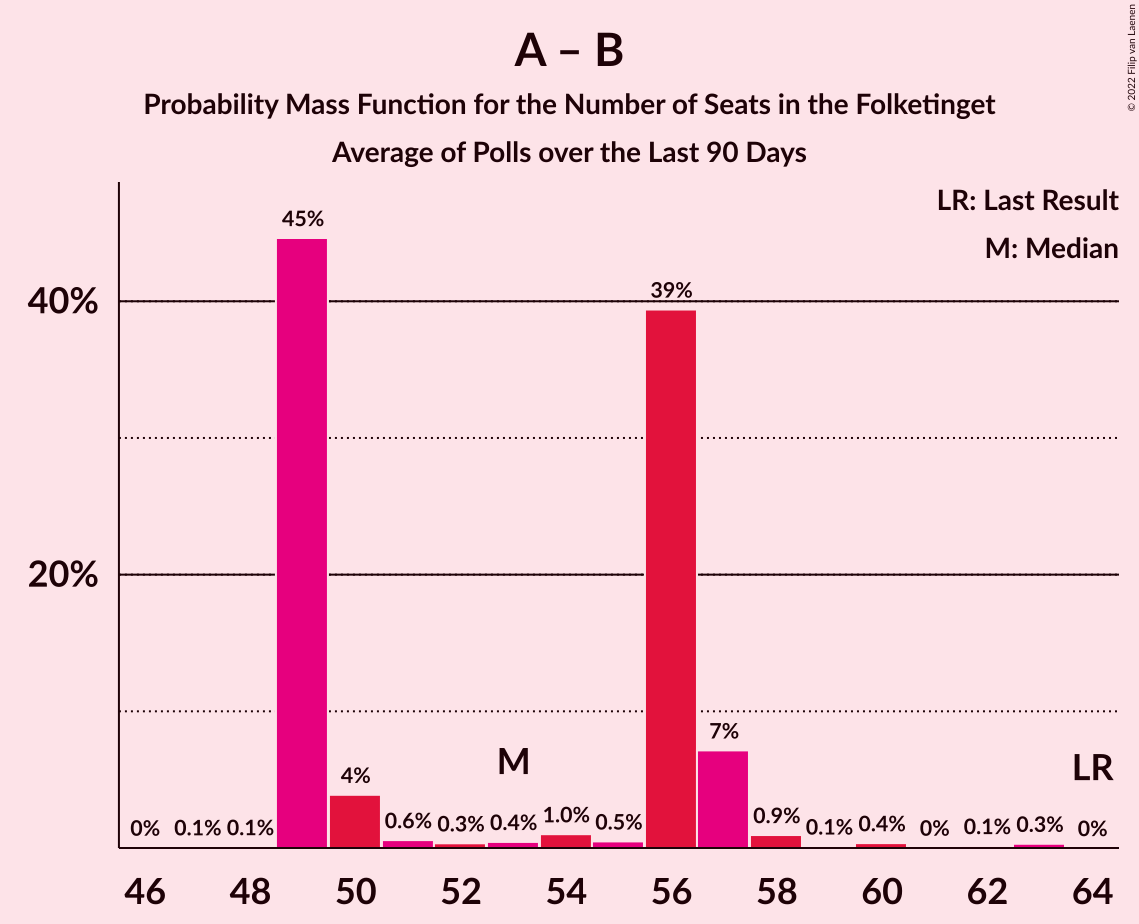 A – B
Probability Mass Function for the Number of Seats in the Folketinget
Average of Polls over the Last 90 Days
© 2022 Filip van Laenen
LR: Last Result
M: Median
40%
20%
45%
39%
7%
4%
M
LR
0% 0.1% 0.1% 0.6% 0.3% 0.4% 1.0% 0.5% 0.9% 0.1% 0.4% 0% 0.1% 0.3% 0%
46 48 50 52 54 56 58 60 62 64